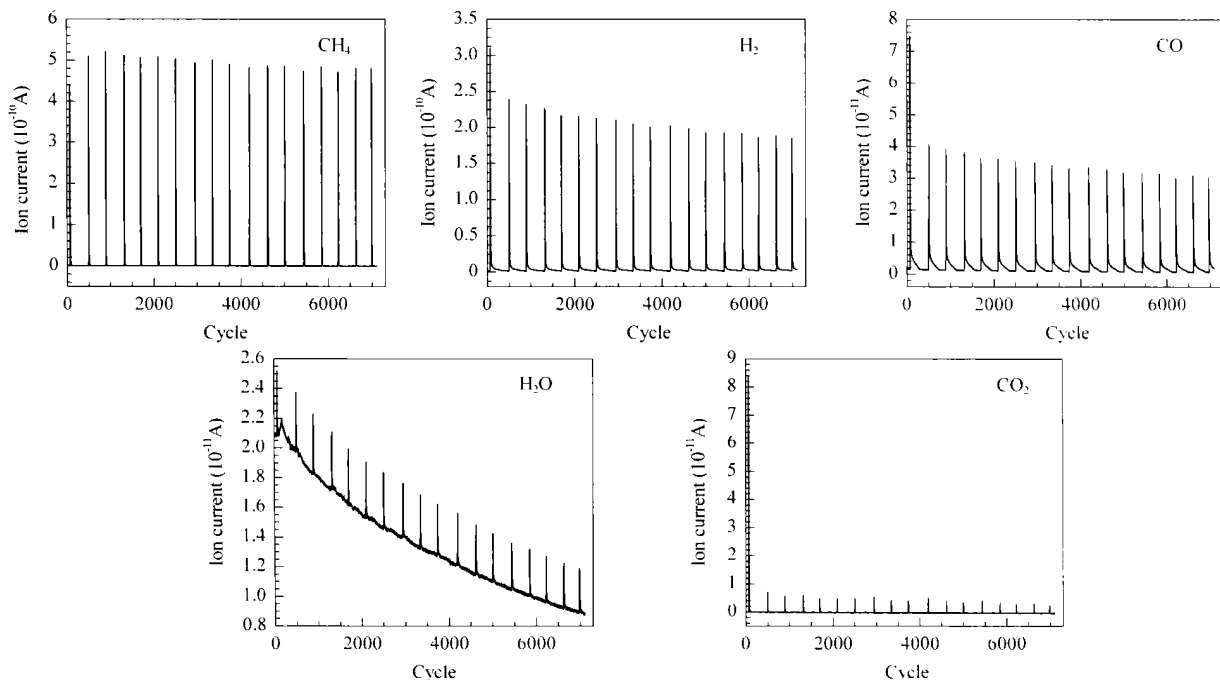 CH₄
6
5
4
3
2
1
0
Ion current (10⁻¹⁰A)
0 2000 4000 6000
Cycle
H₂
3.5
3.0
2.5
2.0
1.5
1.0
0.5
0
Ion current (10⁻¹⁰A)
0 2000 4000 6000
Cycle
CO
8
7
6
5
4
3
2
1
0
Ion current (10⁻¹¹A)
0 2000 4000 6000
Cycle
H₂O
2.6
2.4
2.2
2.0
1.8
1.6
1.4
1.2
1.0
0.8
Ion current (10⁻¹¹A)
0 2000 4000 6000
Cycle
CO₂
9
8
7
6
5
4
3
2
1
0
Ion current (10⁻¹¹A)
0 2000 4000 6000
Cycle